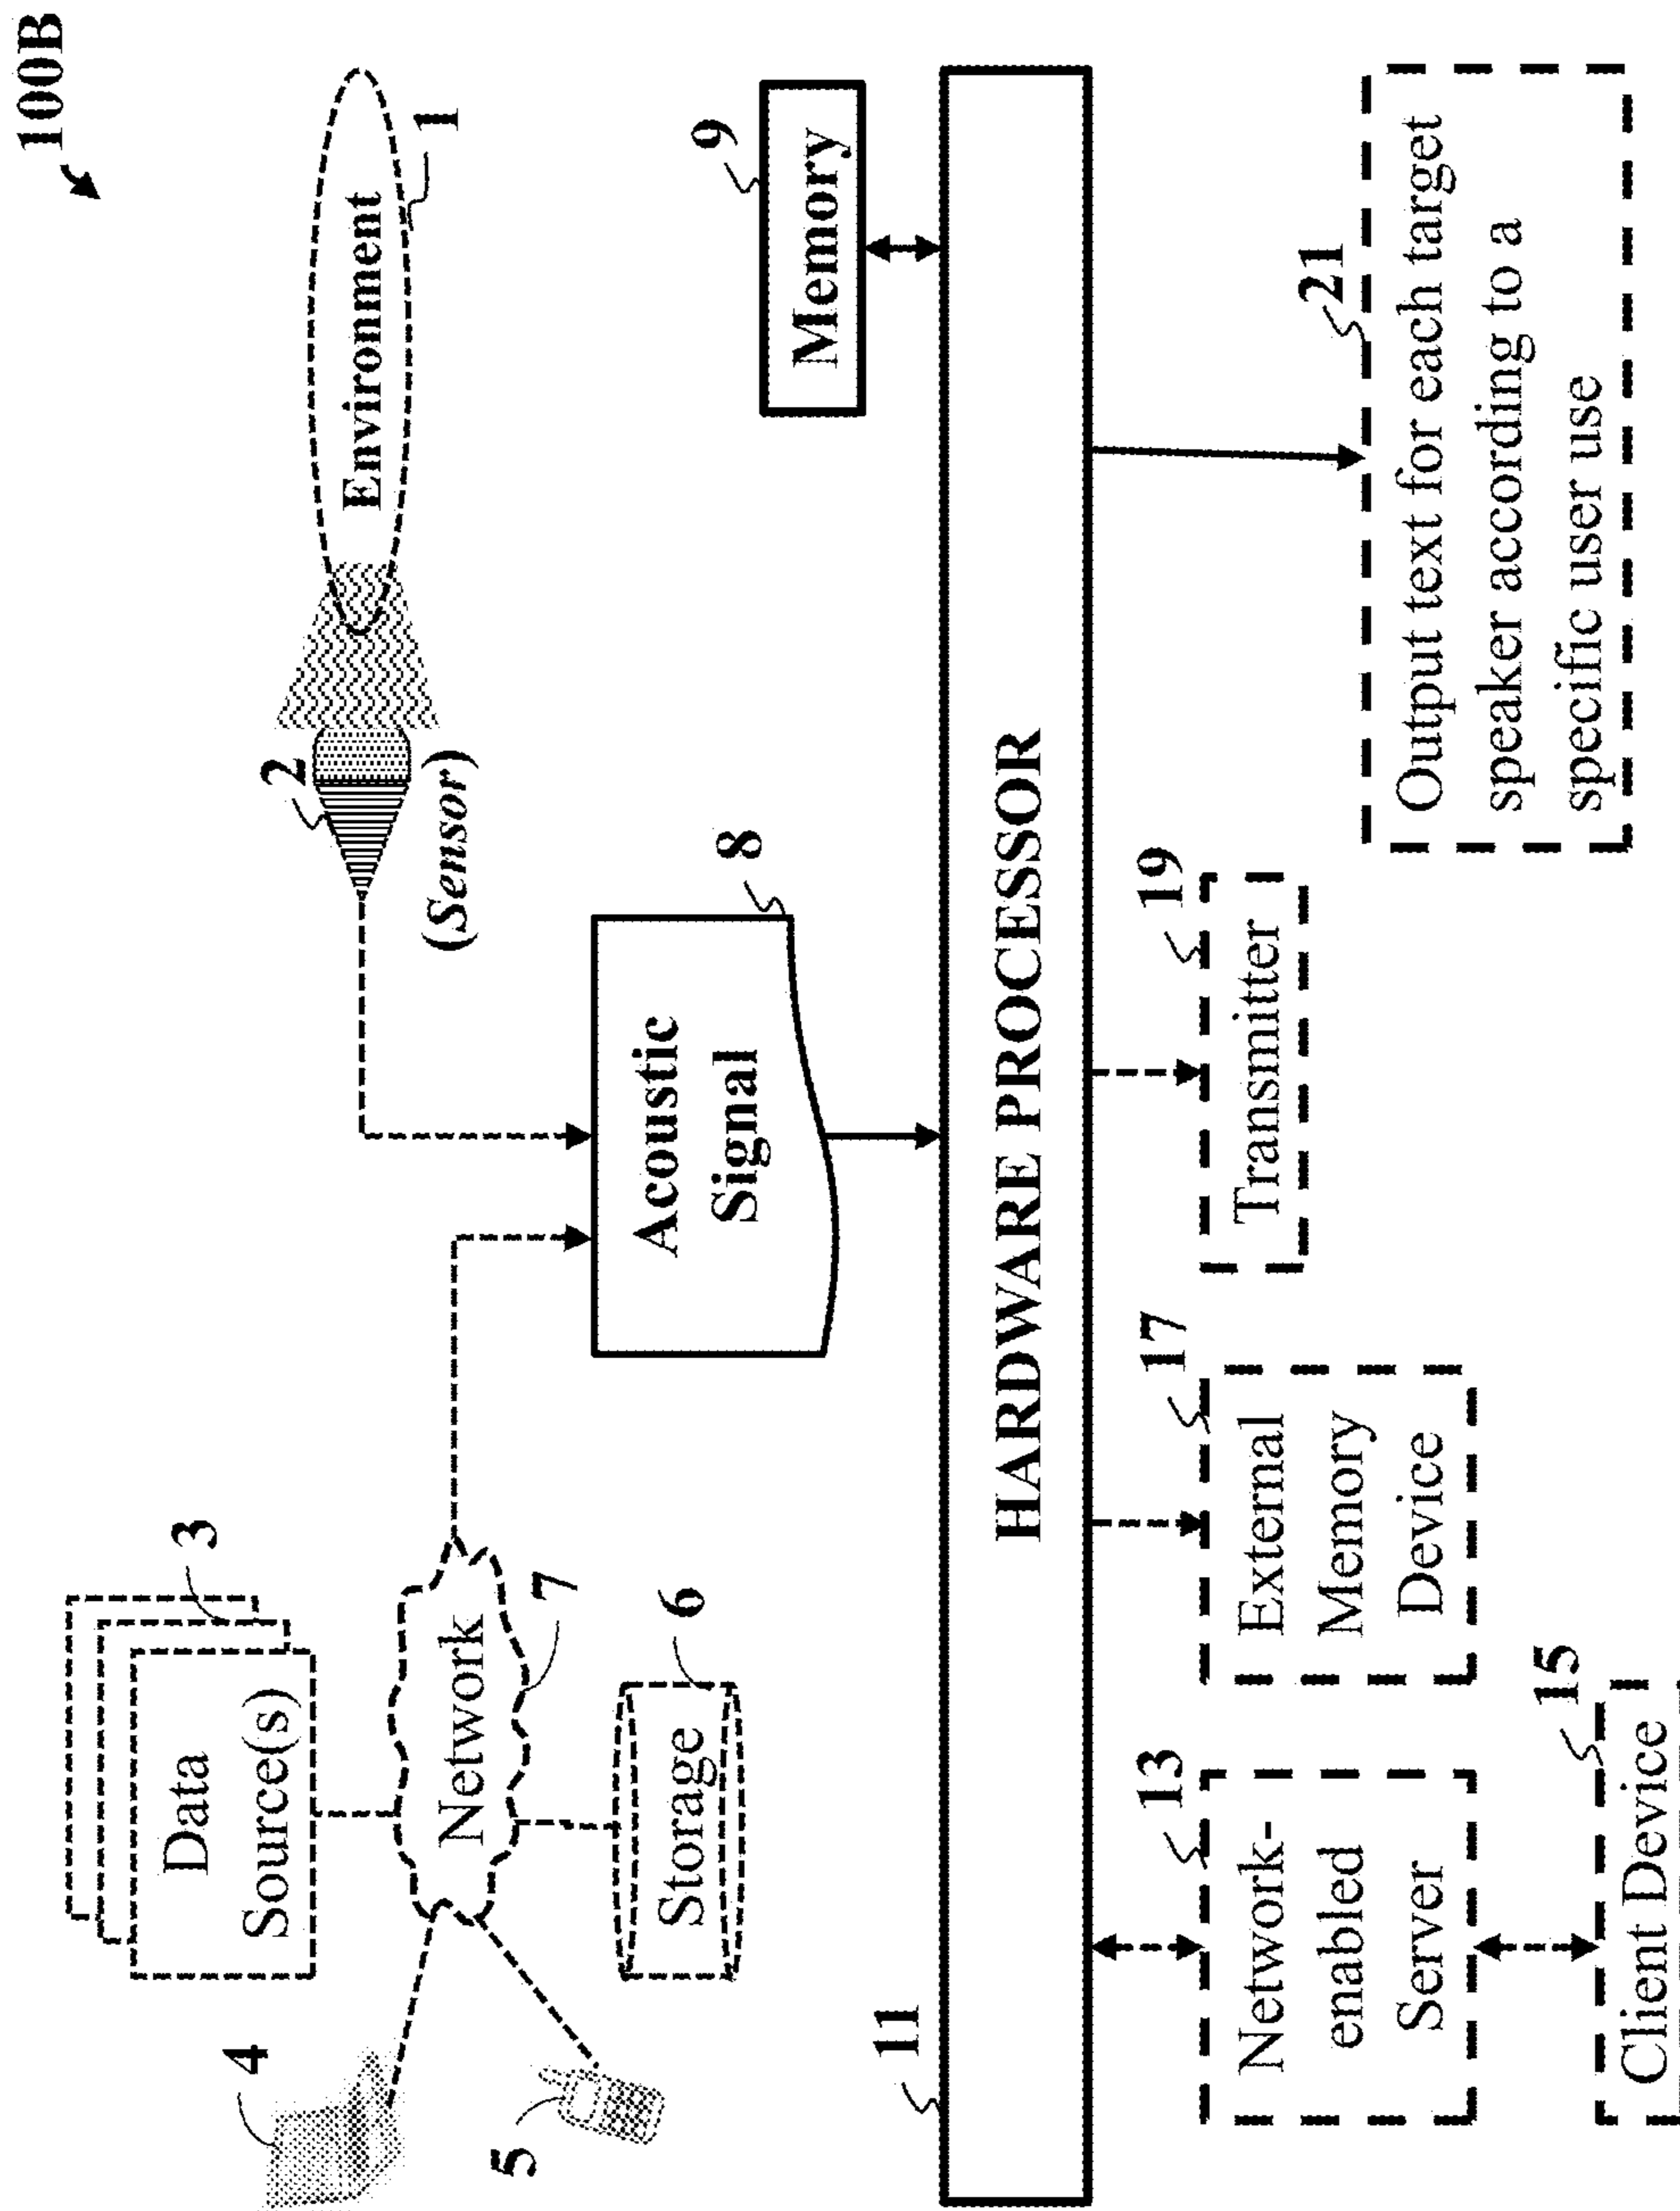 100B
Data
Source(s)
3
4
5
Network
7
Storage
6
2
(Sensor)
Environment
1
Acoustic
Signal
8
Memory
9
11
HARDWARE PROCESSOR
13
Network-
enabled
Server
15
Client Device
17
External
Memory
Device
19
Transmitter
21
Output text for each target
speaker according to a
specific user use